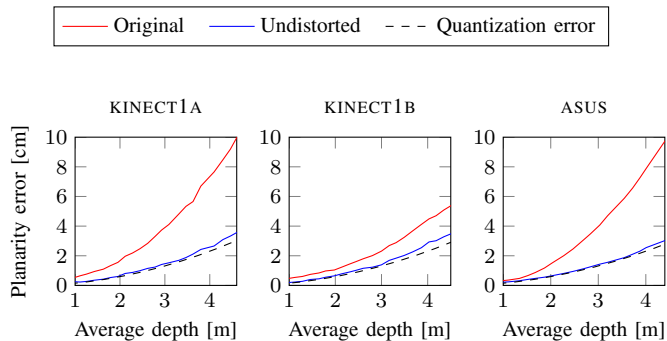 Original Undistorted Quantization error
KINECT1A KINECT1B ASUS
Planarity error [cm]
10
8
6
4
2
0
1 2 3 4
Average depth [m]
10
8
6
4
2
0
1 2 3 4
Average depth [m]
10
8
6
4
2
0
1 2 3 4
Average depth [m]